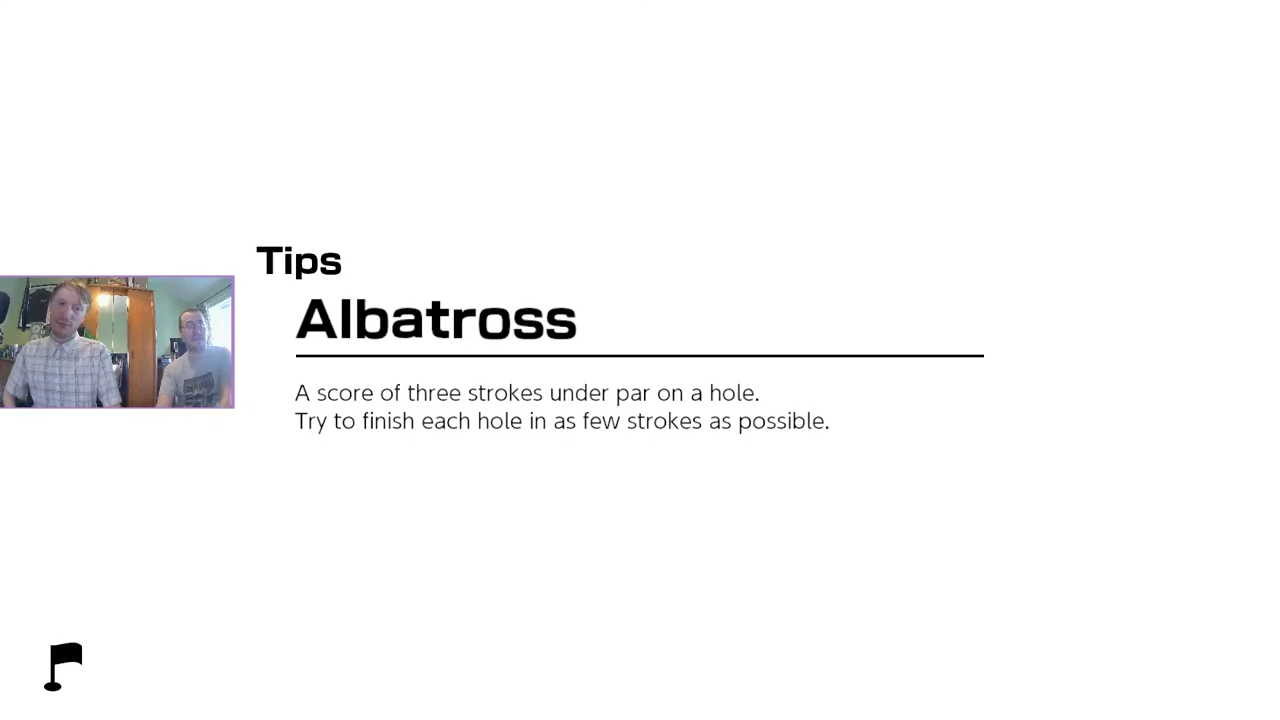 Tips
Albatross
A score of three strokes under par on a hole.
Try to finish each hole in as few strokes as possible.